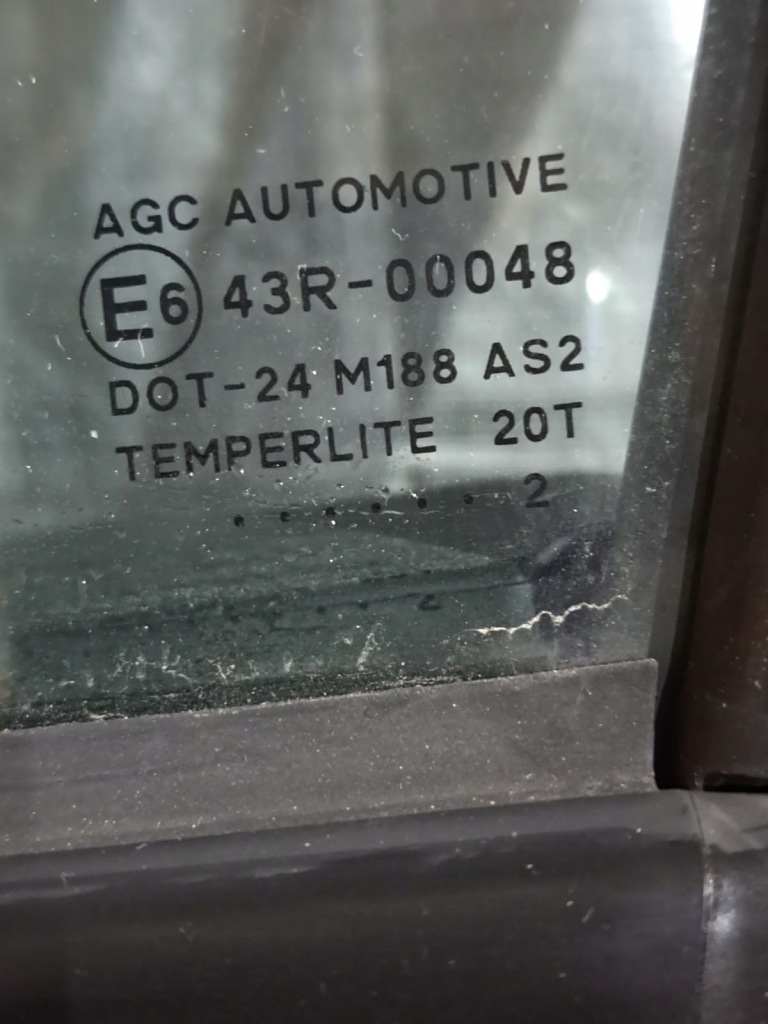 AGC AUTOMOTIVE
E6 43R-00048
DOT-24 M188 AS2
TEMPERLITE 20T
. . . . . . 2